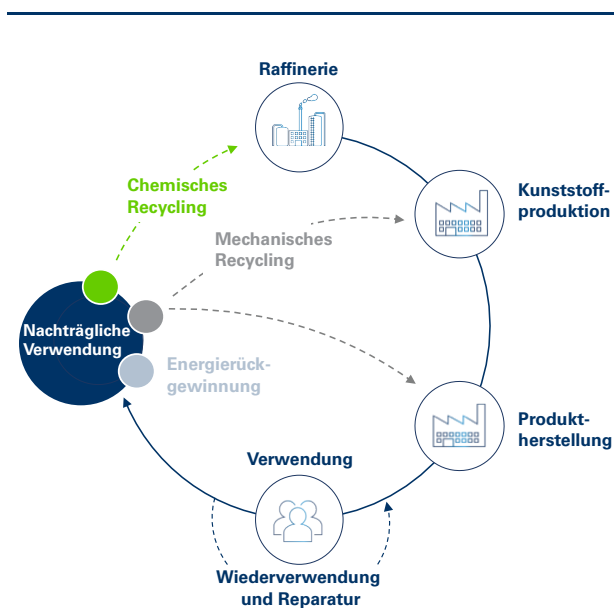 Raffinerie
Chemisches
Recycling
Kunststoff-
produktion
Mechanisches
Recycling
Nachträgliche
Verwendung
Energierück-
gewinnung
Produkt-
herstellung
Verwendung
Wiederverwendung
und Reparatur